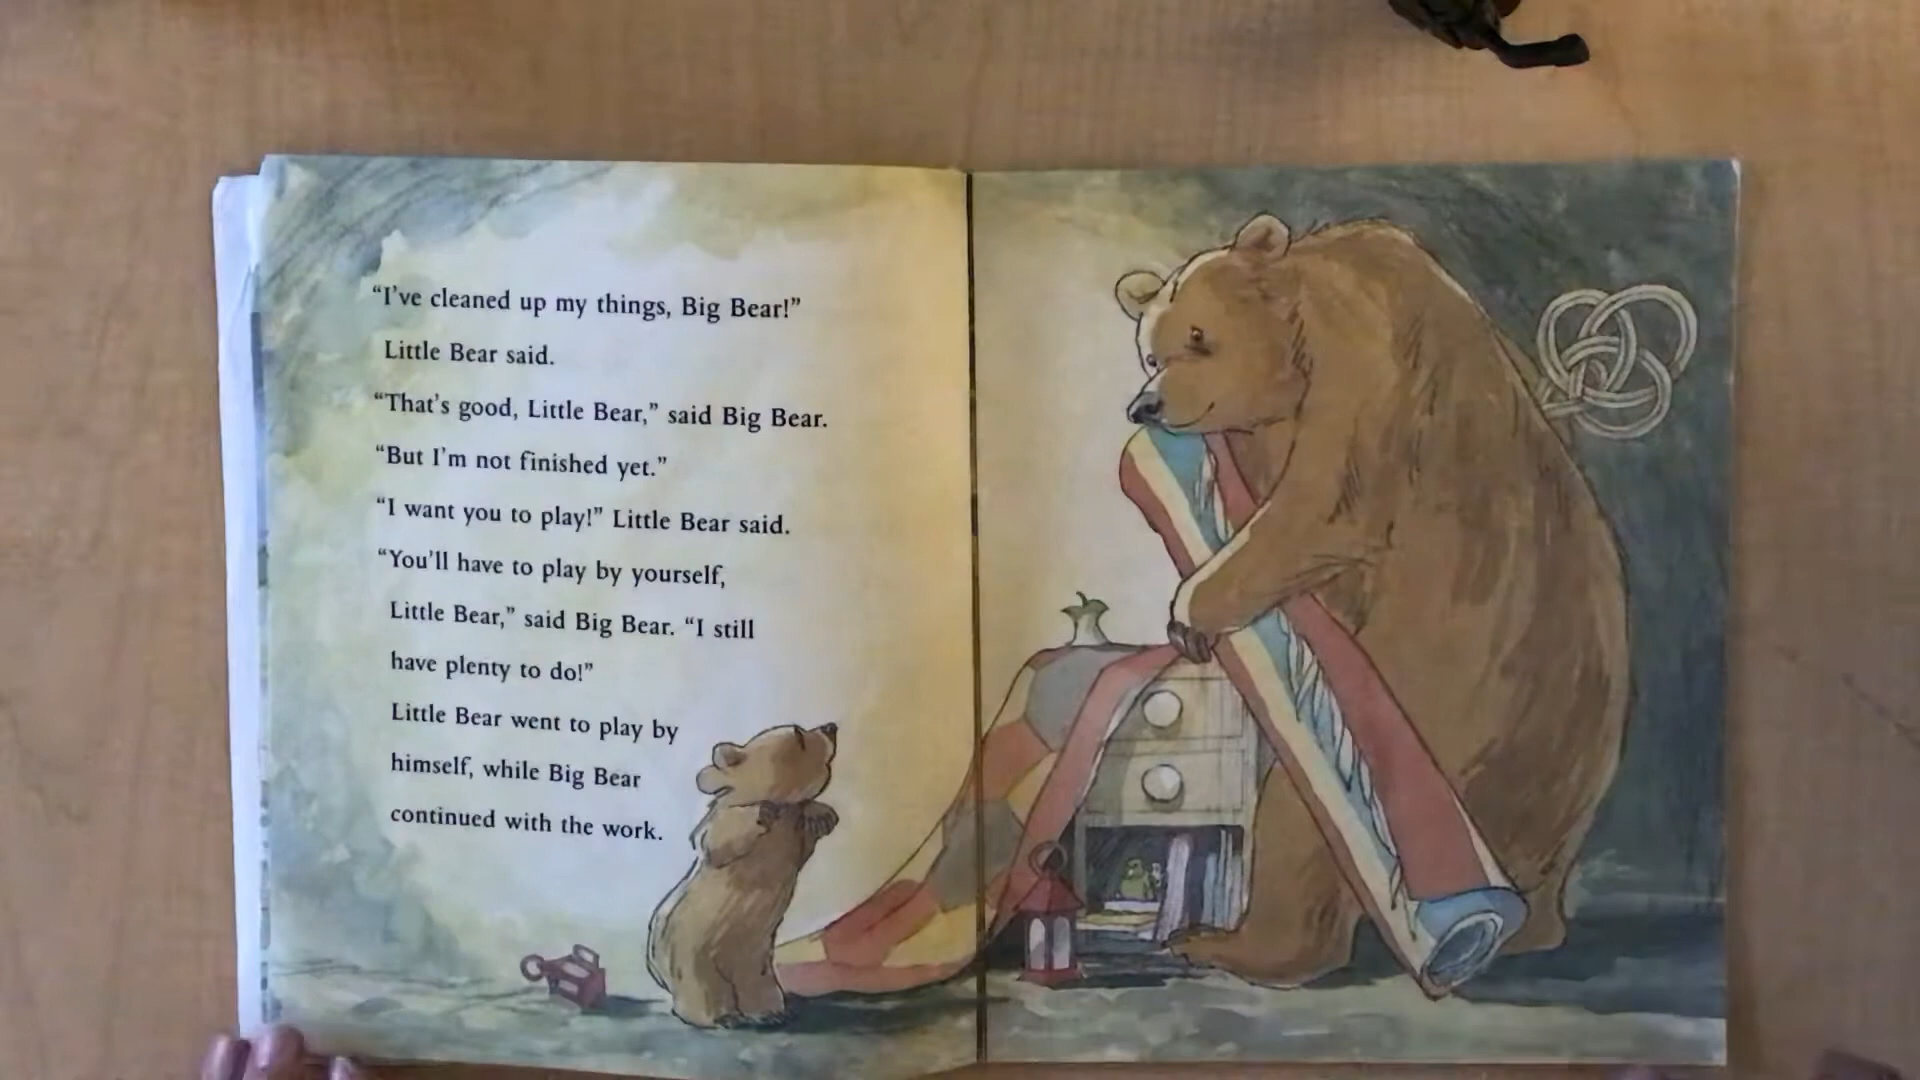 “I’ve cleaned up my things, Big Bear!”
Little Bear said.
“That’s good, Little Bear,” said Big Bear.
“But I’m not finished yet.”
“I want you to play!” Little Bear said.
“You’ll have to play by yourself,
Little Bear,” said Big Bear. “I still
have plenty to do!”
Little Bear went to play by
himself, while Big Bear
continued with the work.